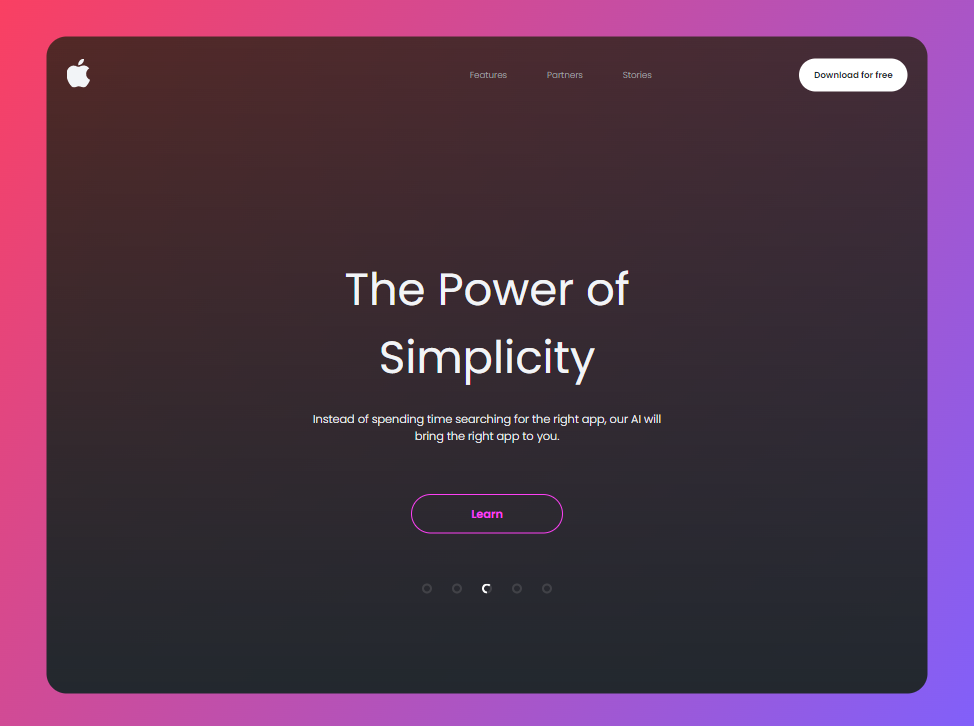 Features
Partners
Stories
Download for free
The Power of
Simplicity
Instead of spending time searching for the right app, our AI will
bring the right app to you.
Learn